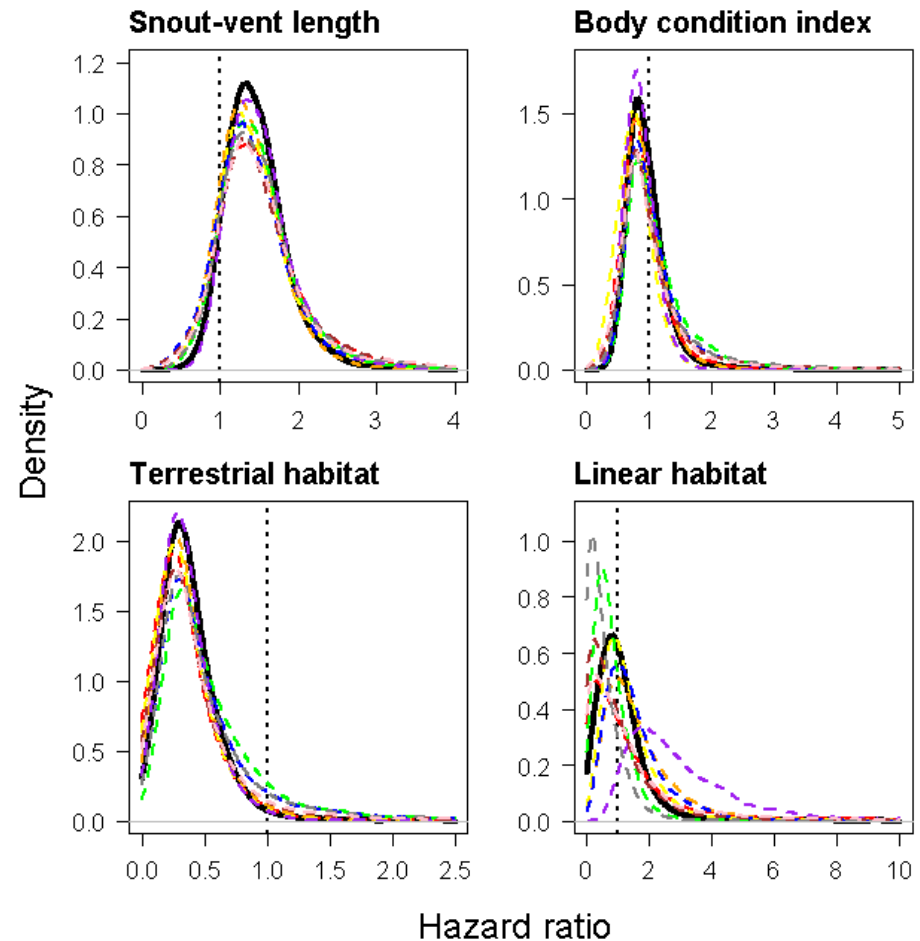 Snout-vent length
1.2
1.0
0.8
0.6
0.4
0.2
0.0
0 1 2 3 4
Body condition index
1.5
1.0
0.5
0.0
0 1 2 3 4 5
Density
Terrestrial habitat
2.0
1.5
1.0
0.5
0.0
0.0 0.5 1.0 1.5 2.0 2.5
Linear habitat
1.0
0.8
0.6
0.4
0.2
0.0
0 2 4 6 8 10
Hazard ratio